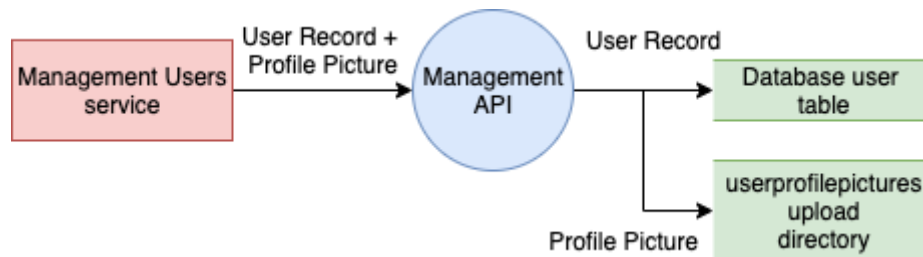 User Record +
Profile Picture
User Record
Management Users
service
Management
API
Database user
table
userprofilepictures
upload
directory
Profile Picture